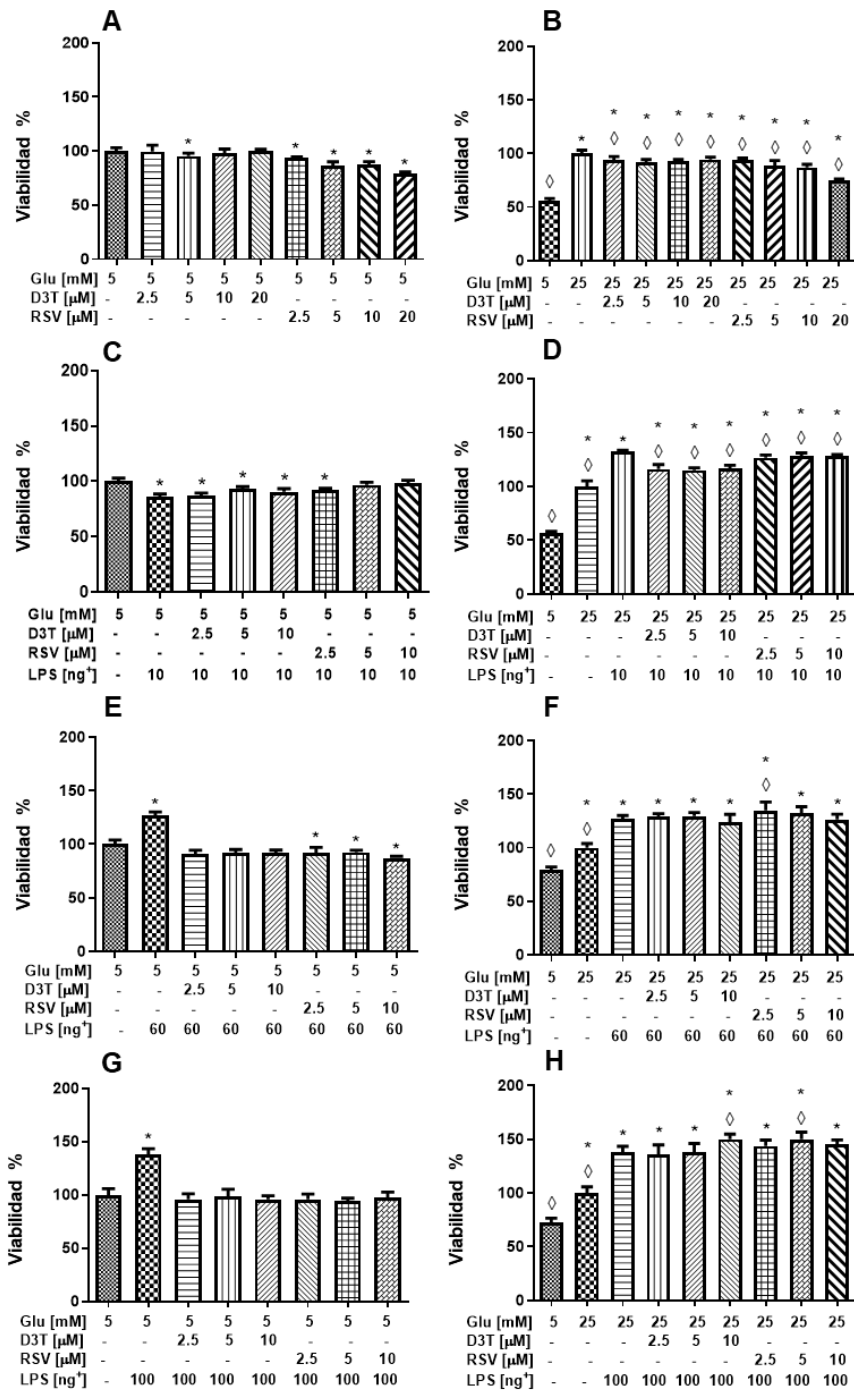 A
200
150
100
50
0
Viabilidad %
* * * * *
Glu [mM] 5 5 5 5 5 5 5 5 5
D3T [μM] - 2.5 5 10 20 - - - -
RSV [μM] - - - - - 2.5 5 10 20
B
200
150
100
50
0
Viabilidad %
* * * * * * * * *
◊ ◊ ◊ ◊ ◊ ◊ ◊ ◊ ◊
Glu [mM] 5 25 25 25 25 25 25 25 25 25
D3T [μM] - - 2.5 5 10 20 - - - -
RSV [μM] - - - - - - 2.5 5 10 20
C
200
150
100
50
0
Viabilidad %
* * * * *
Glu [mM] 5 5 5 5 5 5 5 5
D3T [μM] - - 2.5 5 10 - - -
RSV [μM] - - - - - 2.5 5 10
LPS [ng⁺] - 10 10 10 10 10 10 10
D
200
150
100
50
0
Viabilidad %
* * * * * * * *
◊ ◊ ◊ ◊ ◊ ◊ ◊ ◊
Glu [mM] 5 25 25 25 25 25 25 25 25
D3T [μM] - - - 2.5 5 10 - - -
RSV [μM] - - - - - - 2.5 5 10
LPS [ng⁺] - - 10 10 10 10 10 10 10
E
200
150
100
50
0
Viabilidad %
* * * *
Glu [mM] 5 5 5 5 5 5 5 5
D3T [μM] - - 2.5 5 10 - - -
RSV [μM] - - - - - 2.5 5 10
LPS [ng⁺] - 60 60 60 60 60 60 60
F
200
150
100
50
0
Viabilidad %
* * * * * * * *
◊ ◊ ◊
Glu [mM] 5 25 25 25 25 25 25 25 25
D3T [μM] - - - 2.5 5 10 - - -
RSV [μM] - - - - - - 2.5 5 10
LPS [ng⁺] - - 60 60 60 60 60 60 60
G
200
150
100
50
0
Viabilidad %
*
Glu [mM] 5 5 5 5 5 5 5 5
D3T [μM] - - 2.5 5 10 - - -
RSV [μM] - - - - - 2.5 5 10
LPS [ng⁺] - 100 100 100 100 100 100 100
H
200
150
100
50
0
Viabilidad %
* * * * * * * *
◊ ◊ ◊ ◊
Glu [mM] 5 25 25 25 25 25 25 25 25
D3T [μM] - - - 2.5 5 10 - - -
RSV [μM] - - - - - - 2.5 5 10
LPS [ng⁺] - - 100 100 100 100 100 100 100